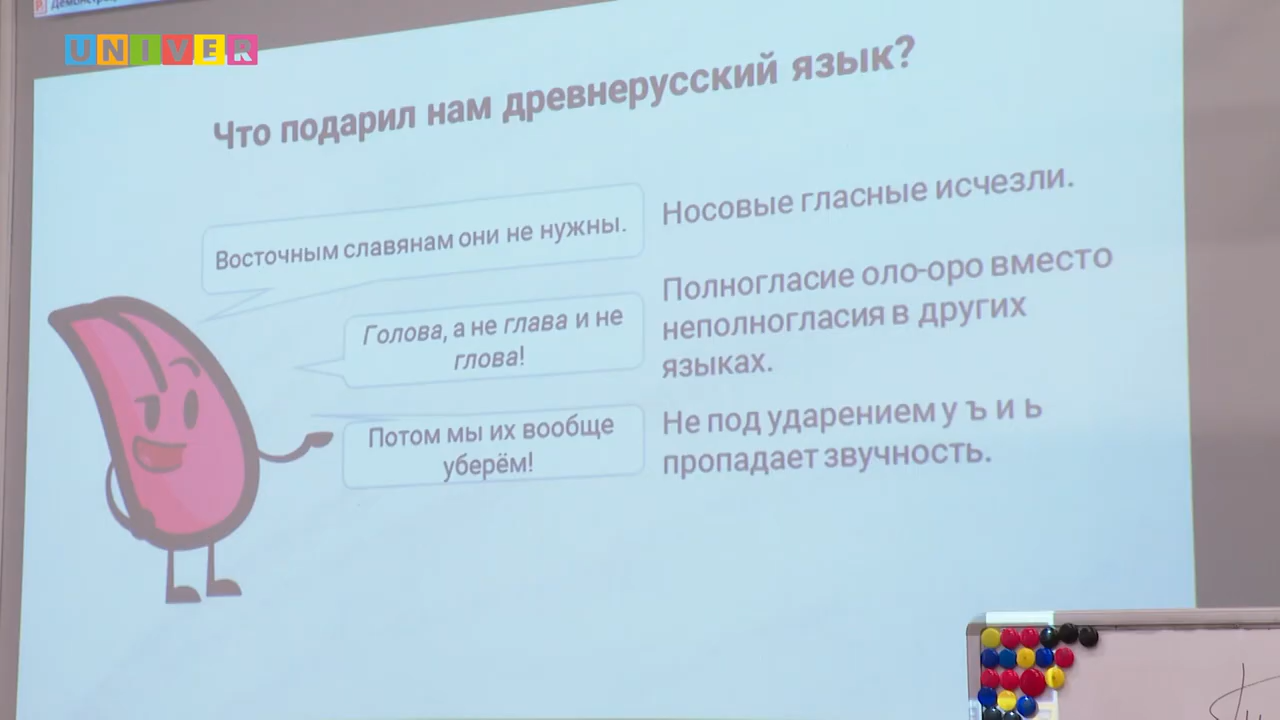 UNIVER
Что подарил нам древнерусский язык?
Восточным славянам они не нужны.
Носовые гласные исчезли.
Голова, а не глава и не
глова!
Полногласие оло-оро вместо
неполногласия в других
языках.
Потом мы их вообще
уберём!
Не под ударением у ъ и ь
пропадает звучность.